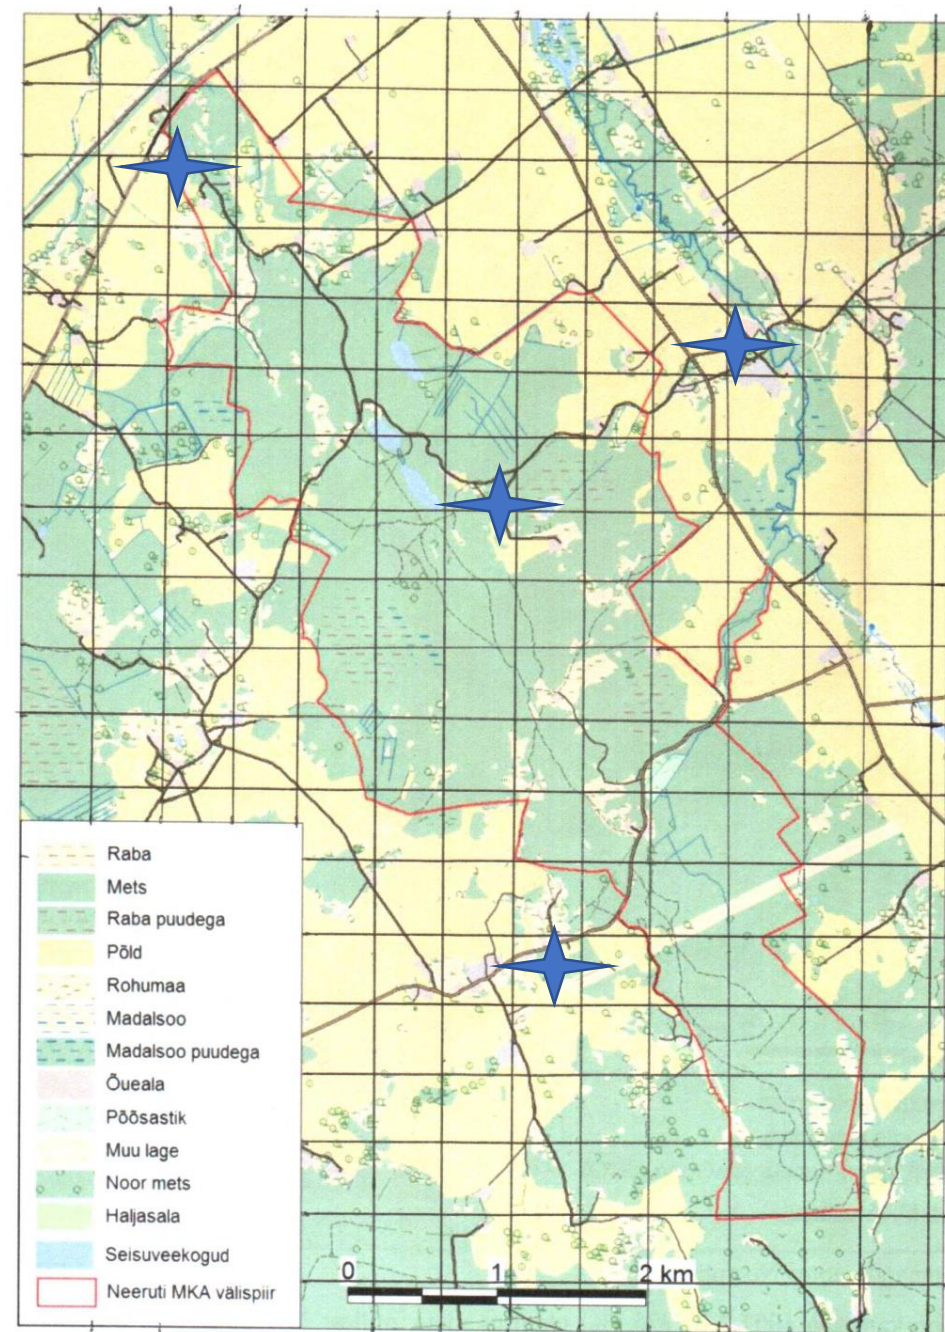 Raba
Mets
Raba puudega
Põld
Rohumaa
Madalsoo
Madalsoo puudega
Õueala
Põõsastik
Muu lage
Noor mets
Haljasala
Seisuveekogud
Neeruti MKA välispiir
0 1 2 km